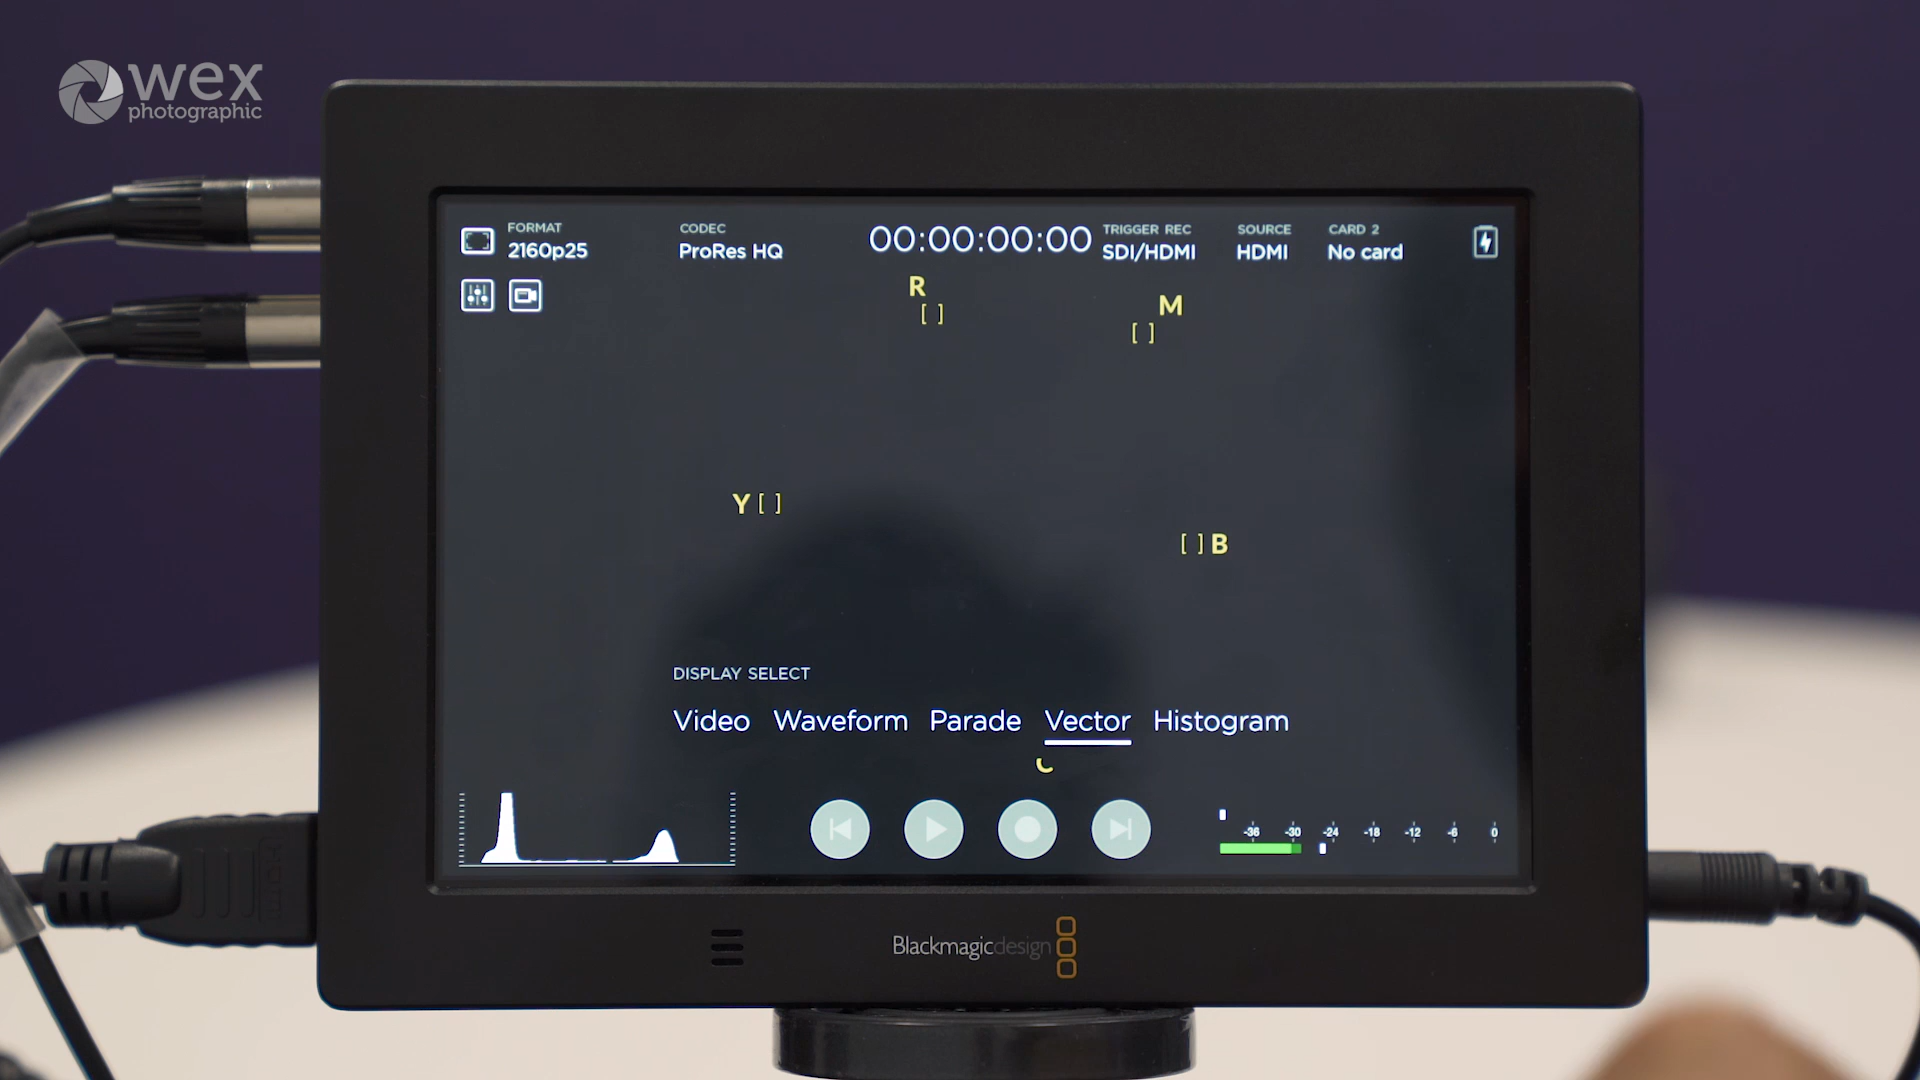 wex
photographic
FORMAT
2160p25
CODEC
ProRes HQ
00:00:00:00
TRIGGER REC
SDI/HDMI
SOURCE
HDMI
CARD 2
No card
R
[ ]
M
[ ]
Y [ ]
[ ] B
DISPLAY SELECT
Video Waveform Parade Vector Histogram
-36 -30 -24 -18 -12 -6 0
Blackmagicdesign